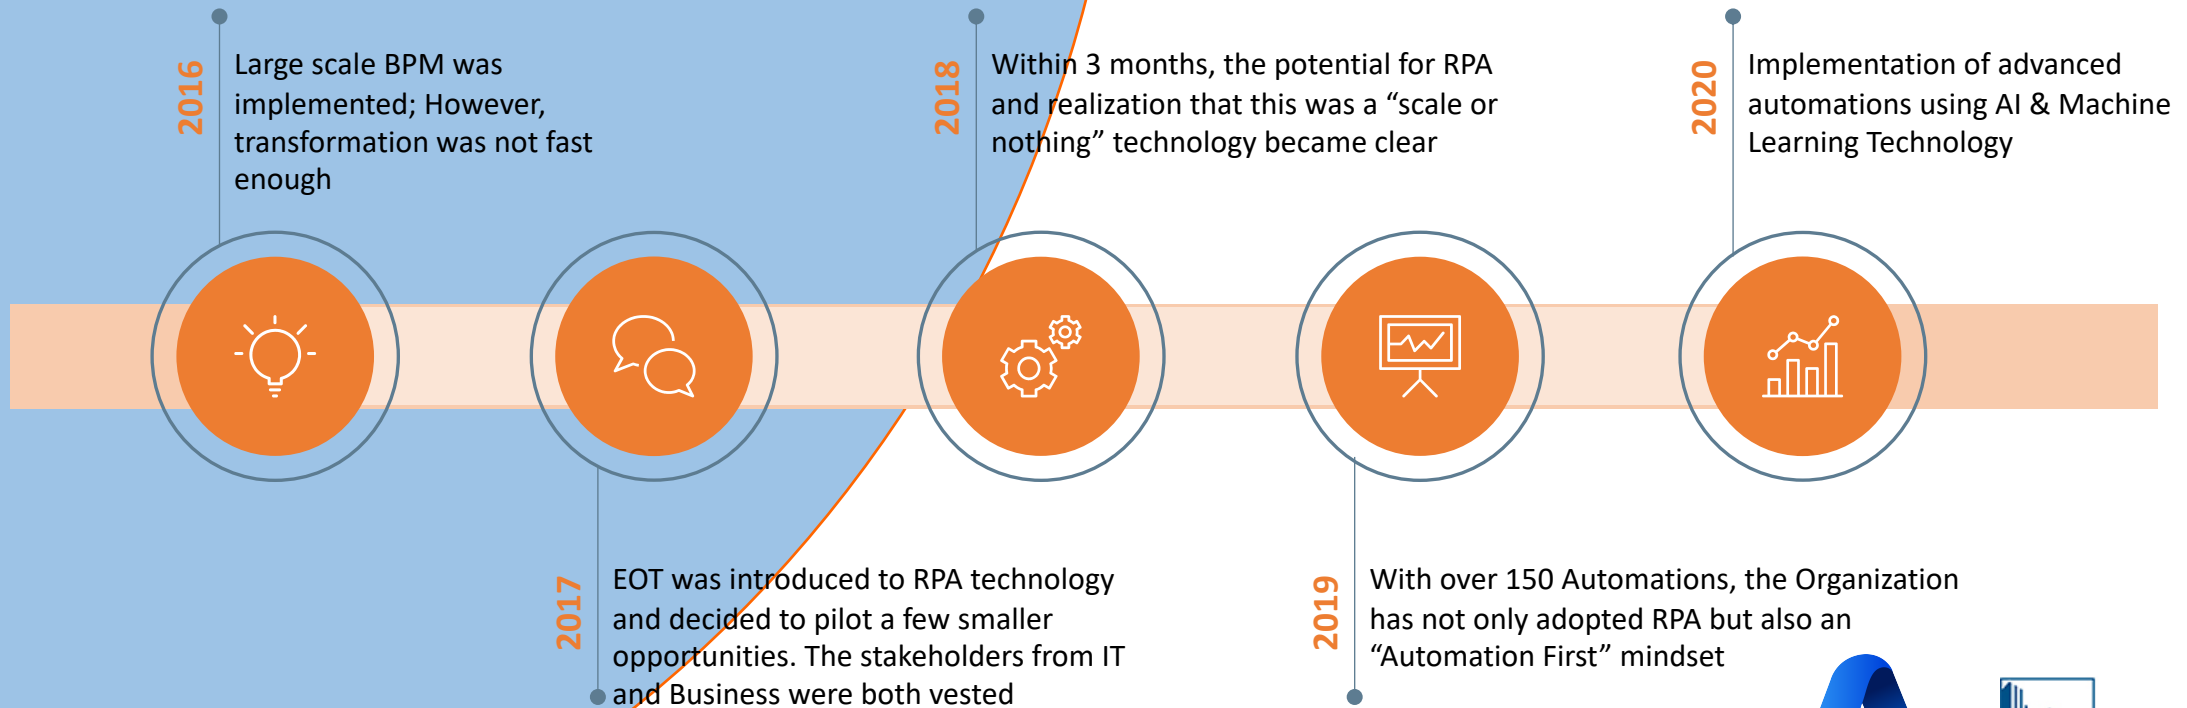 2016
Large scale BPM was
implemented; However,
transformation was not fast
enough
2017
EOT was introduced to RPA technology
and decided to pilot a few smaller
opportunities. The stakeholders from IT
and Business were both vested
2018
Within 3 months, the potential for RPA
and realization that this was a “scale or
nothing” technology became clear
2019
With over 150 Automations, the Organization
has not only adopted RPA but also an
“Automation First” mindset
2020
Implementation of advanced
automations using AI & Machine
Learning Technology